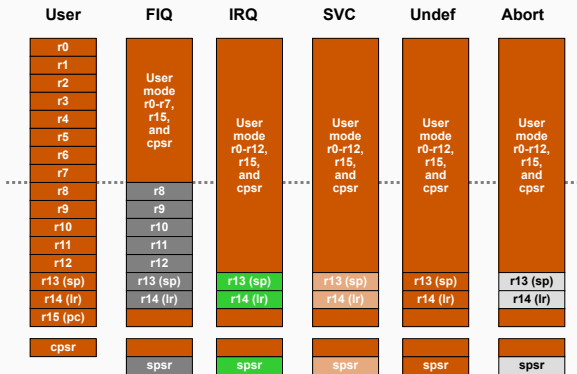 User FIQ IRQ SVC Undef Abort
r0
r1
r2
r3
r4
r5
r6
r7
r8
r9
r10
r11
r12
r13 (sp)
r14 (lr)
r15 (pc)
cpsr
User
mode
r0-r7,
r15,
and
cpsr
r8
r9
r10
r11
r12
r13 (sp)
r14 (lr)
spsr
User
mode
r0-r12,
r15,
and
cpsr
r13 (sp)
r14 (lr)
spsr
User
mode
r0-r12,
r15,
and
cpsr
r13 (sp)
r14 (lr)
spsr
User
mode
r0-r12,
r15,
and
cpsr
r13 (sp)
r14 (lr)
spsr
User
mode
r0-r12,
r15,
and
cpsr
r13 (sp)
r14 (lr)
spsr